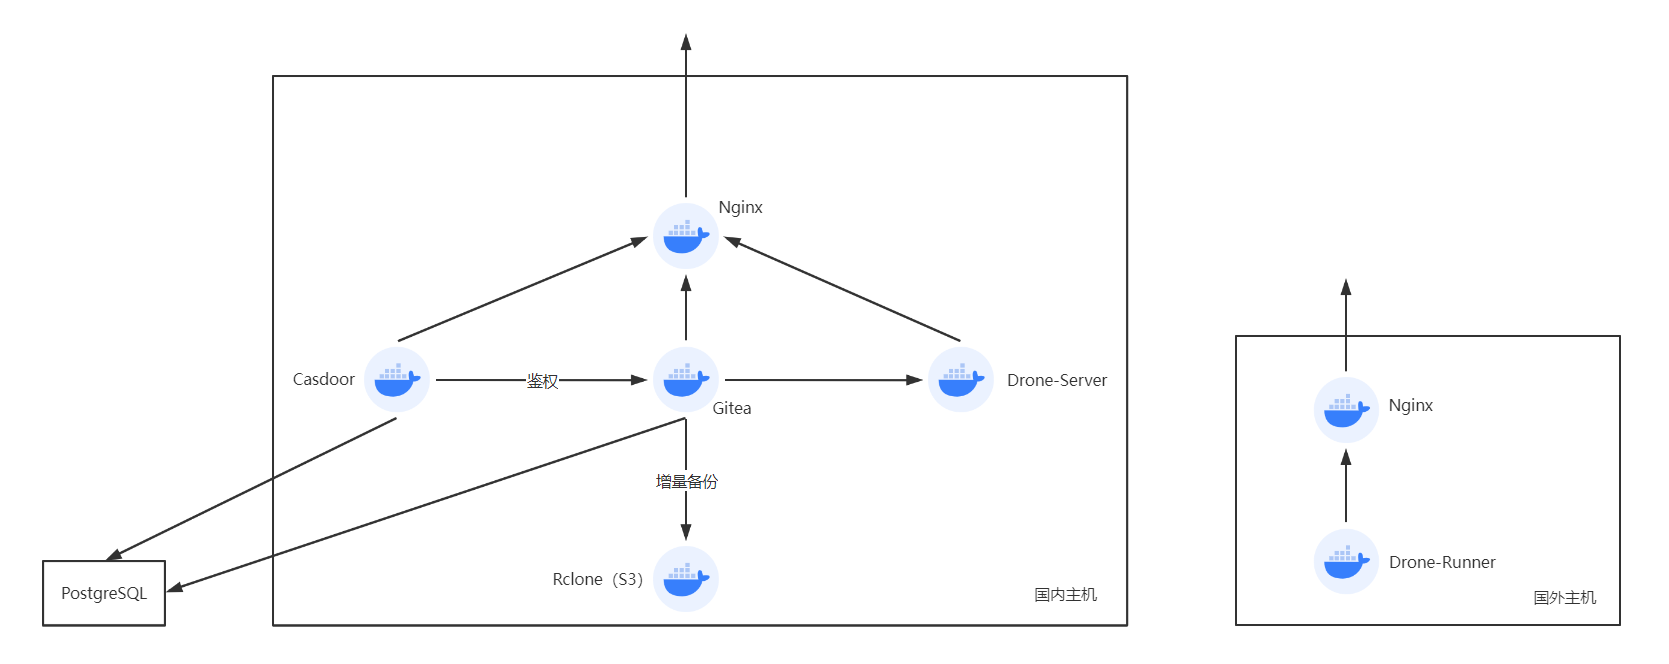 Nginx
Casdoor
鉴权
Gitea
Drone-Server
增量备份
Rclone（S3）
PostgreSQL
国内主机
Nginx
Drone-Runner
国外主机